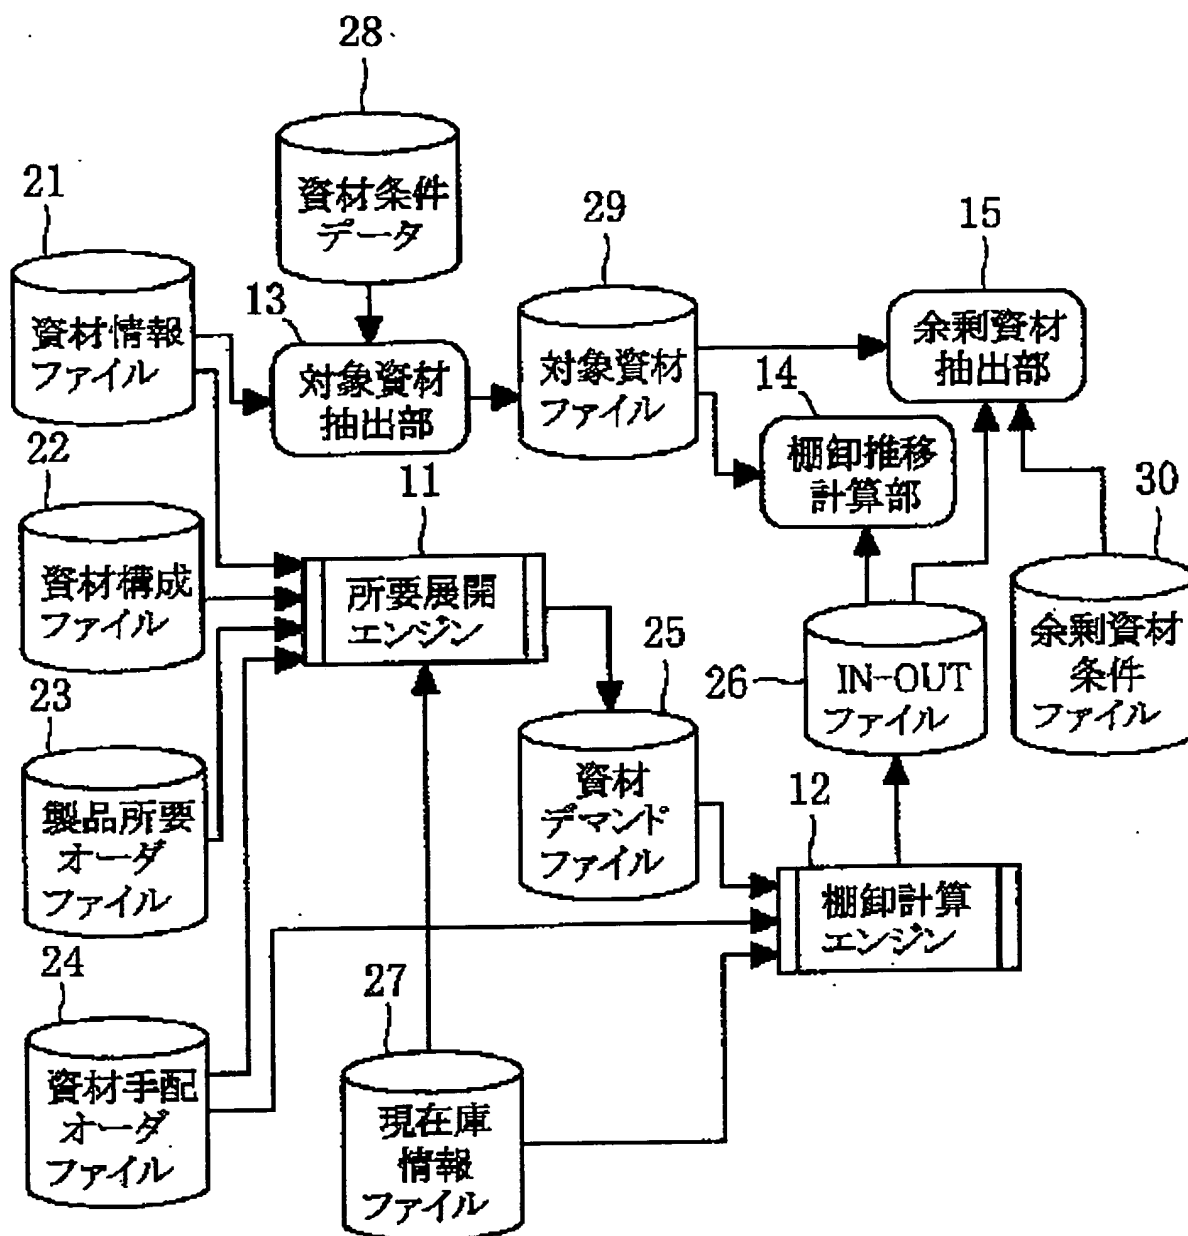 28
資材条件
データ
21
資材情報
ファイル
13
対象資材
抽出部
29
対象資材
ファイル
15
余剰資材
抽出部
14
棚卸推移
計算部
22
資材構成
ファイル
11
所要展開
エンジン
30
余剰資材
条件
ファイル
26
IN-OUT
ファイル
25
資材
デマンド
ファイル
23
製品所要
オーダ
ファイル
12
棚卸計算
エンジン
24
資材手配
オーダ
ファイル
27
現在庫
情報
ファイル